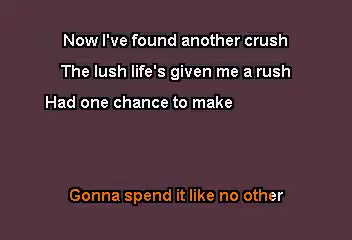 Now I've found another crush
The lush life's given me a rush
Had one chance to make
Gonna spend it like no other